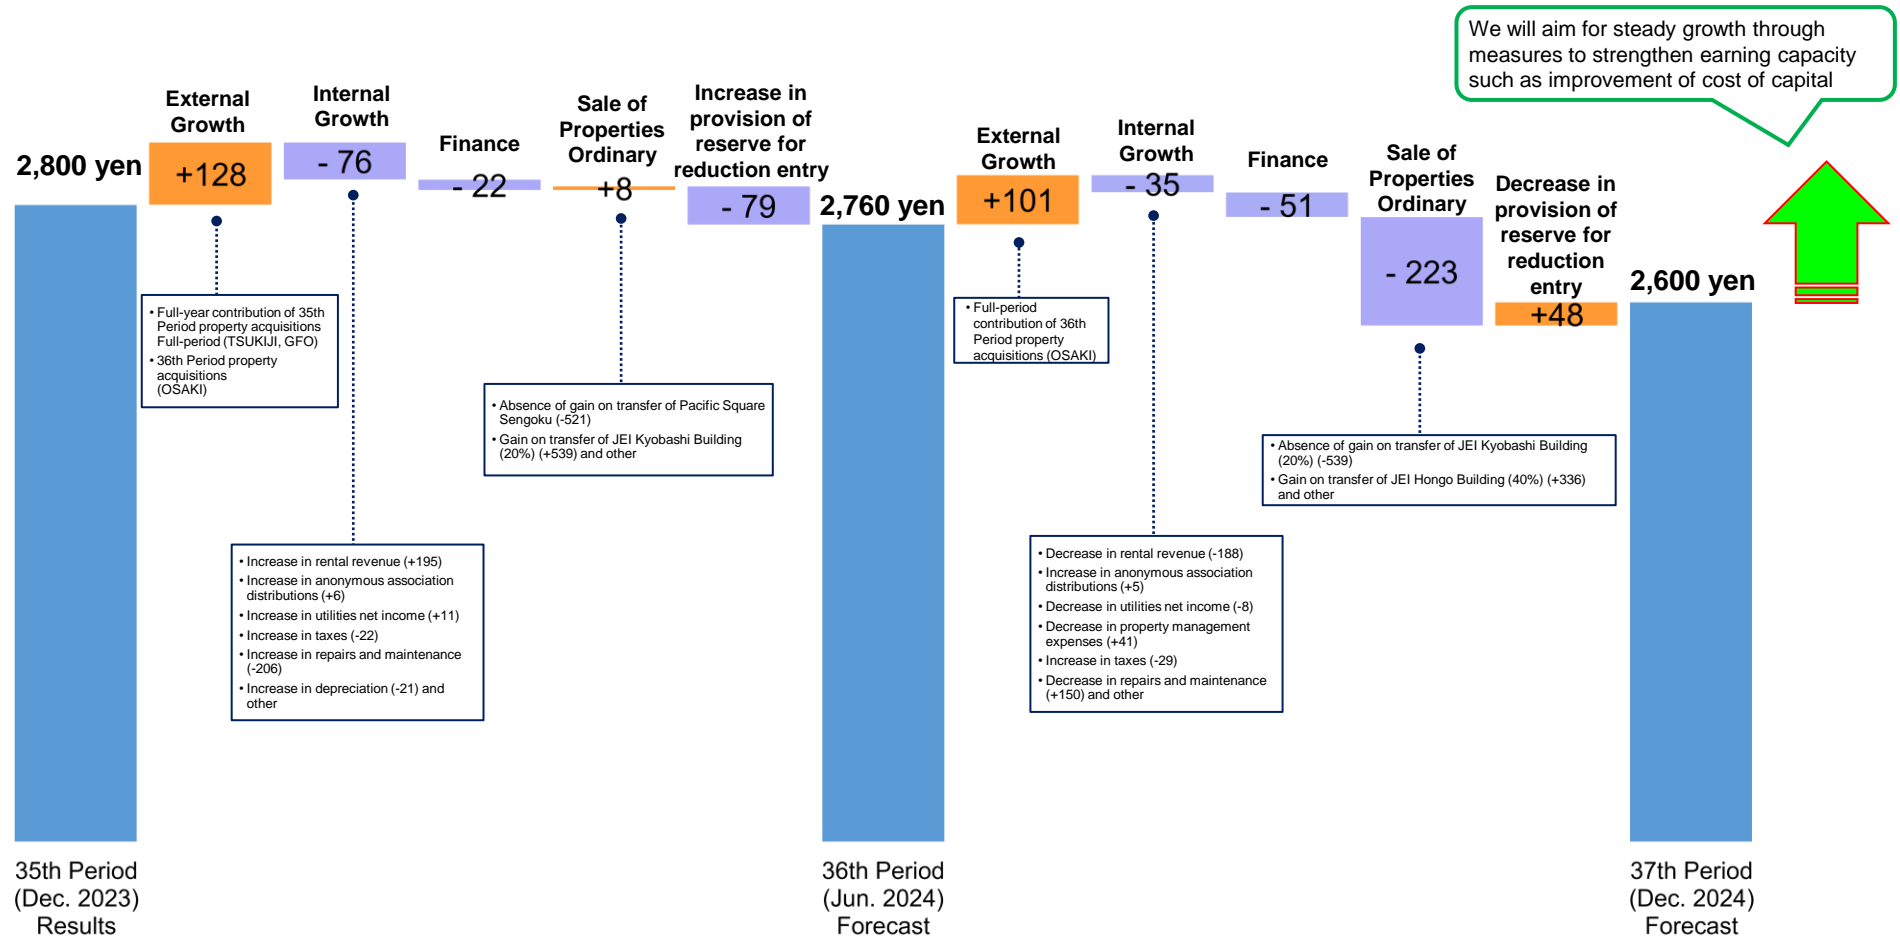 We will aim for steady growth through
measures to strengthen earning capacity
such as improvement of cost of capital
2,800 yen
External
Growth
+128
Internal
Growth
- 76
Finance
- 22
Sale of
Properties
Ordinary
+8
Increase in
provision of
reserve for
reduction entry
- 79
2,760 yen
External
Growth
+101
Internal
Growth
- 35
Finance
- 51
Sale of
Properties
Ordinary
- 223
Decrease in
provision of
reserve for
reduction
entry
+48
2,600 yen
• Full-year contribution of 35th
Period property acquisitions
Full-period (TSUKIJI, GFO)
• 36th Period property
acquisitions
(OSAKI)
• Increase in rental revenue (+195)
• Increase in anonymous association
distributions (+6)
• Increase in utilities net income (+11)
• Increase in taxes (-22)
• Increase in repairs and maintenance
(-206)
• Increase in depreciation (-21) and
other
• Absence of gain on transfer of Pacific Square
Sengoku (-521)
• Gain on transfer of JEI Kyobashi Building
(20%) (+539) and other
• Full-period
contribution of 36th
Period property
acquisitions (OSAKI)
• Decrease in rental revenue (-188)
• Increase in anonymous association
distributions (+5)
• Decrease in utilities net income (-8)
• Decrease in property management
expenses (+41)
• Increase in taxes (-29)
• Decrease in repairs and maintenance
(+150) and other
• Absence of gain on transfer of JEI Kyobashi Building
(20%) (-539)
• Gain on transfer of JEI Hongo Building (40%) (+336)
and other
35th Period
(Dec. 2023)
Results
36th Period
(Jun. 2024)
Forecast
37th Period
(Dec. 2024)
Forecast